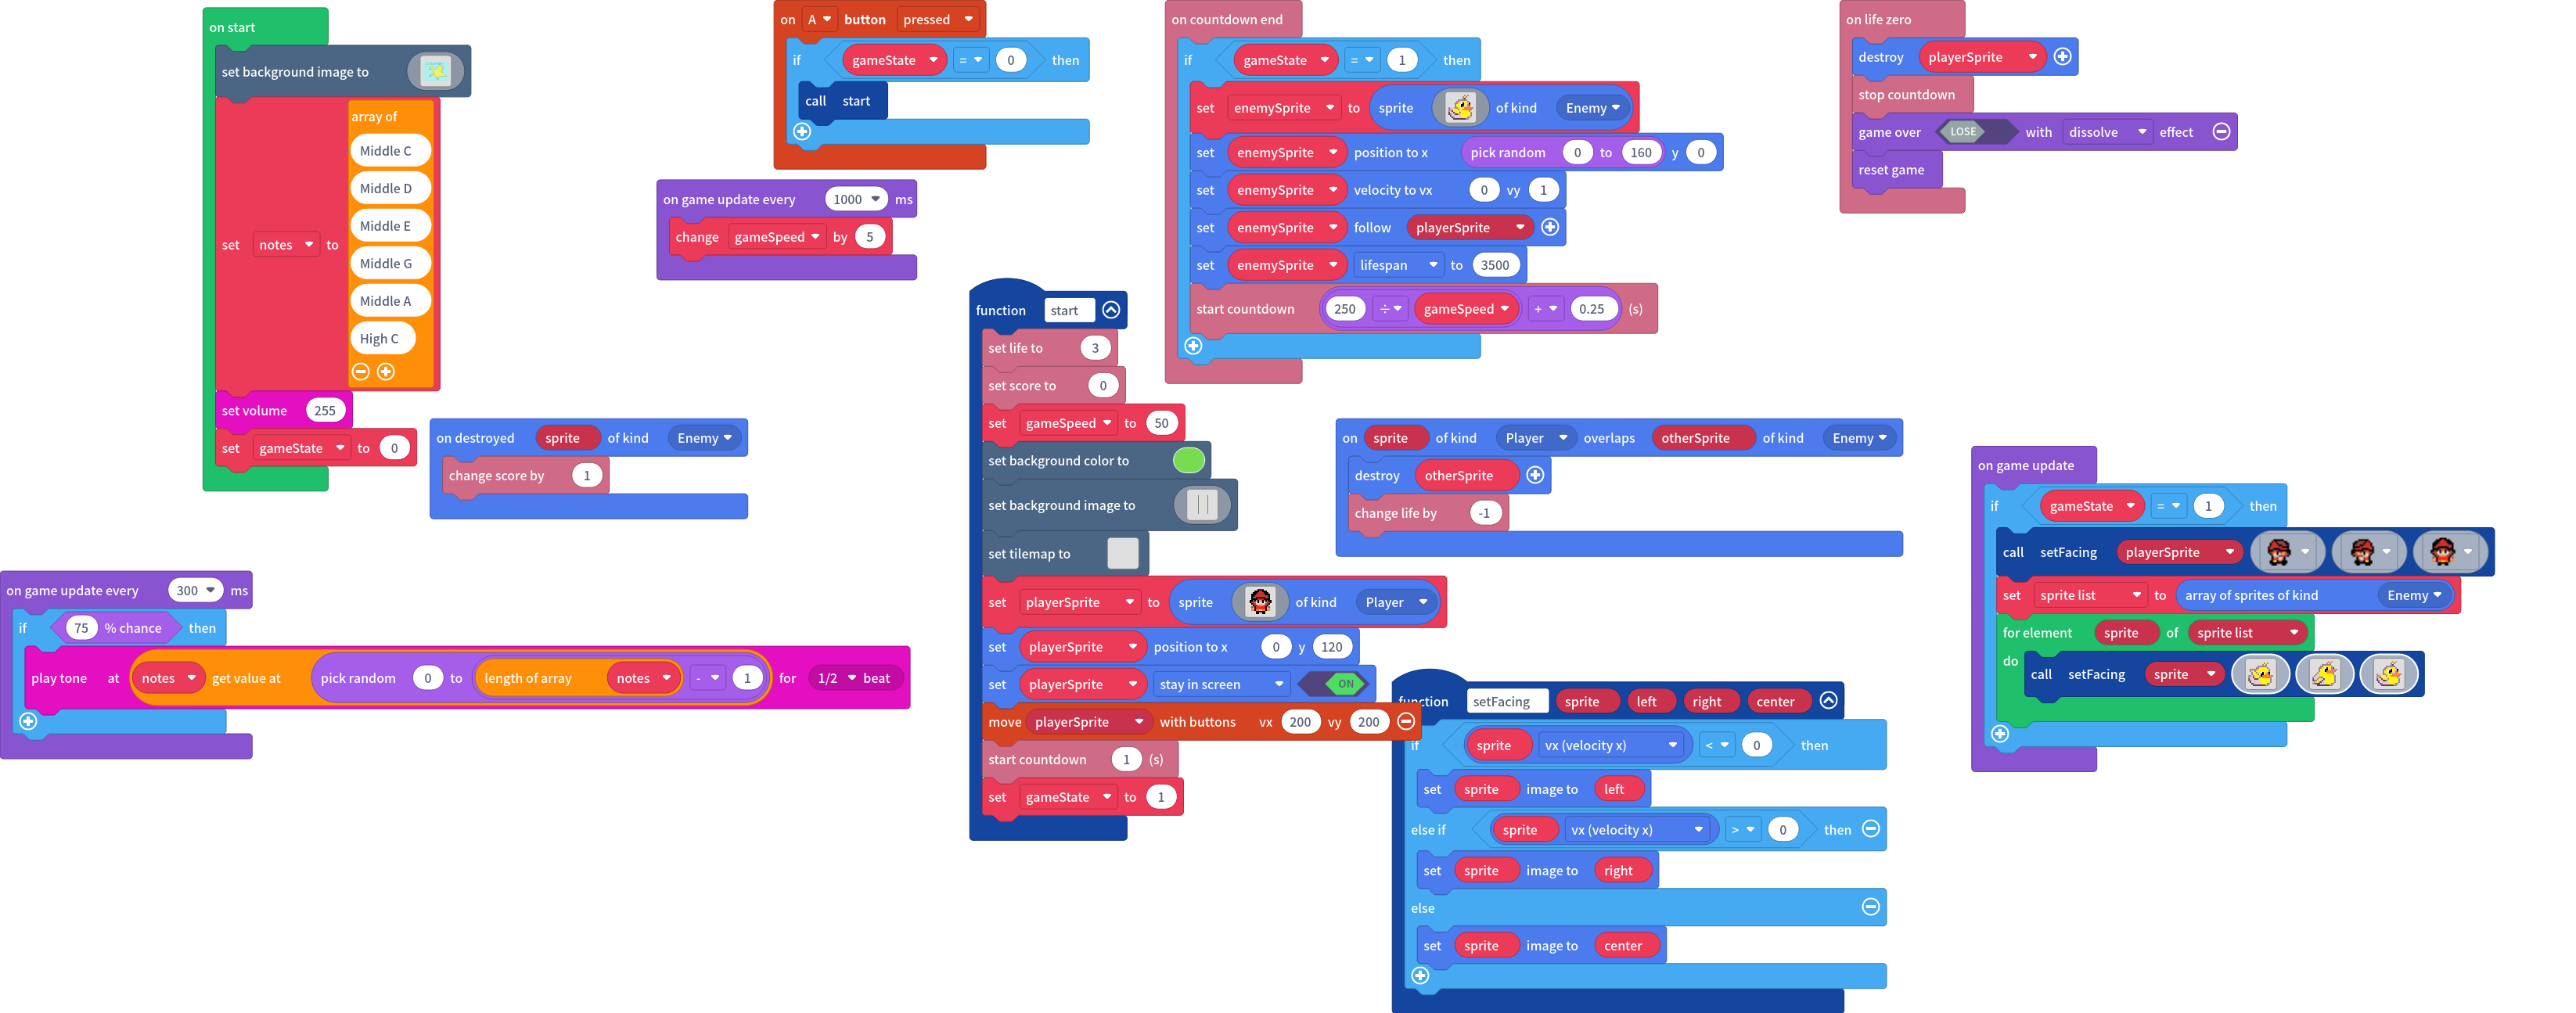 on start
set background image to
set notes to
array of
Middle C
Middle D
Middle E
Middle G
Middle A
High C
set volume 255
set gameState to 0
on A button pressed
if gameState = 0 then
call start
on game update every 1000 ms
change gameSpeed by 5
on countdown end
if gameState = 1 then
set enemySprite to sprite of kind Enemy
set enemySprite position to x pick random 0 to 160 y 0
set enemySprite velocity to vx 0 vy 1
set enemySprite follow playerSprite
set enemySprite lifespan to 3500
start countdown 250 ÷ gameSpeed + 0.25 (s)
on life zero
destroy playerSprite
stop countdown
game over LOSE with dissolve effect
reset game
on destroyed sprite of kind Enemy
change score by 1
on game update every 300 ms
if 75 % chance then
play tone at notes get value at pick random 0 to length of array notes - 1 for 1/2 beat
function start
set life to 3
set score to 0
set gameSpeed to 50
set background color to
set background image to
set tilemap to
set playerSprite to sprite of kind Player
set playerSprite position to x 0 y 120
set playerSprite stay in screen ON
move playerSprite with buttons vx 200 vy 200
start countdown 1 (s)
set gameState to 1
on sprite of kind Player overlaps otherSprite of kind Enemy
destroy otherSprite
change life by -1
function setFacing sprite left right center
if sprite vx (velocity x) < 0 then
set sprite image to left
else if sprite vx (velocity x) > 0 then
set sprite image to right
else
set sprite image to center
on game update
if gameState = 1 then
call setFacing playerSprite
set sprite list to array of sprites of kind Enemy
for element sprite of sprite list
do call setFacing sprite